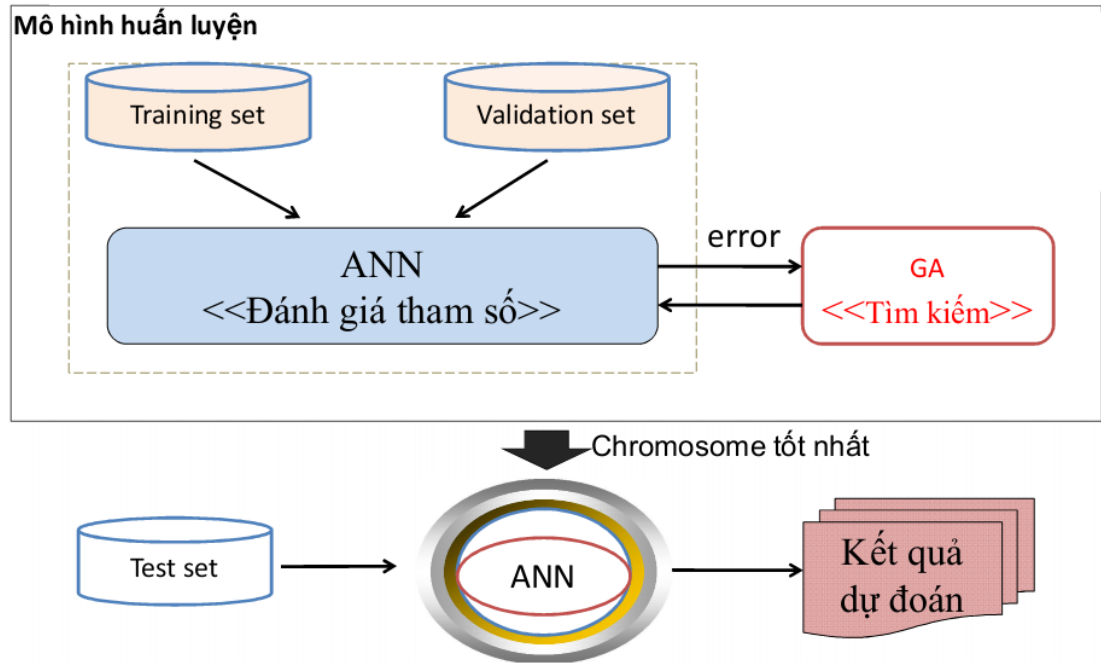 Mô hình huấn luyện
Training set
Validation set
ANN
<<Đánh giá tham số>>
error
GA
<<Tìm kiếm>>
Chromosome tốt nhất
Test set
ANN
Kết quả
dự đoán